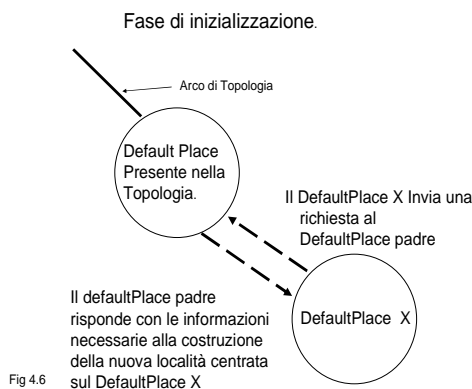 Fase di inizializzazione.
Arco di Topologia
Default Place
Presente nella
Topologia.
Il DefaultPlace X Invia una
richiesta al
DefaultPlace padre
Il defaultPlace padre
risponde con le informazioni
necessarie alla costruzione
della nuova località centrata
sul DefaultPlace X
DefaultPlace X
Fig 4.6